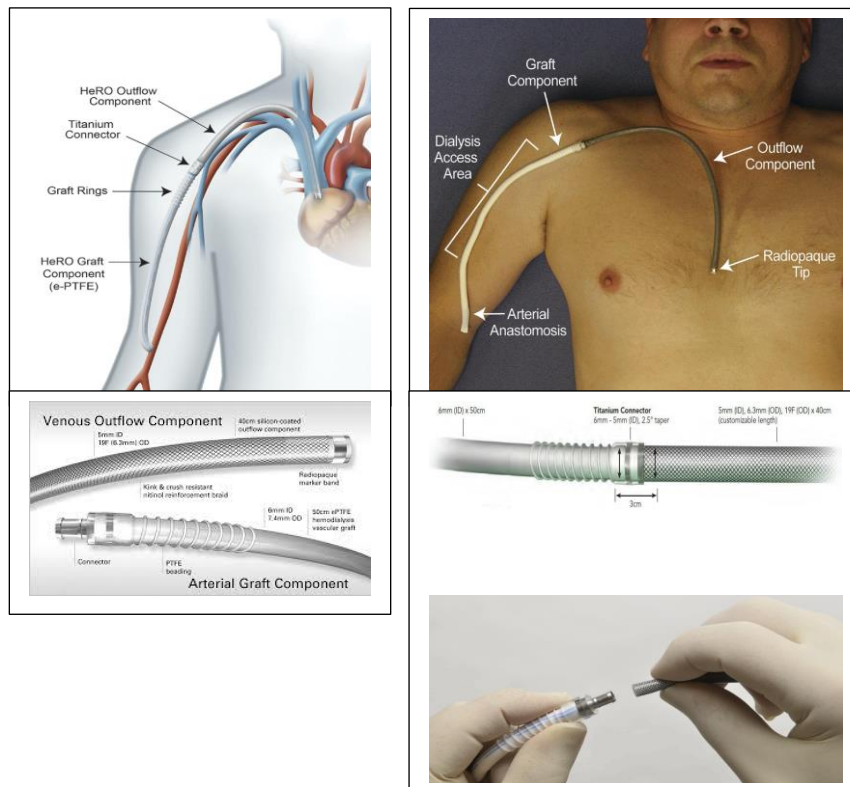 HeRO Outflow
Component
Titanium
Connector
Graft Rings
HeRO Graft
Component
(e-PTFE)
Graft
Component
Dialysis
Access
Area
Outflow
Component
Radiopaque
Tip
Arterial
Anastomosis
Venous Outflow Component
5mm ID
19F (6.3mm) OD
40cm silicon-coated
outflow component
Radiopaque
marker band
Kink & crush resistant
nitinol reinforcement braid
6mm ID
7.4mm OD
50cm ePTFE
hemodialysis
vascular graft
Connector
PTFE
beading
Arterial Graft Component
6mm (ID) x 50cm
Titanium Connector
6mm - 5mm (ID), 2.5° taper
5mm (ID), 6.3mm (OD), 19F (OD) x 40cm
(customizable length)
3cm